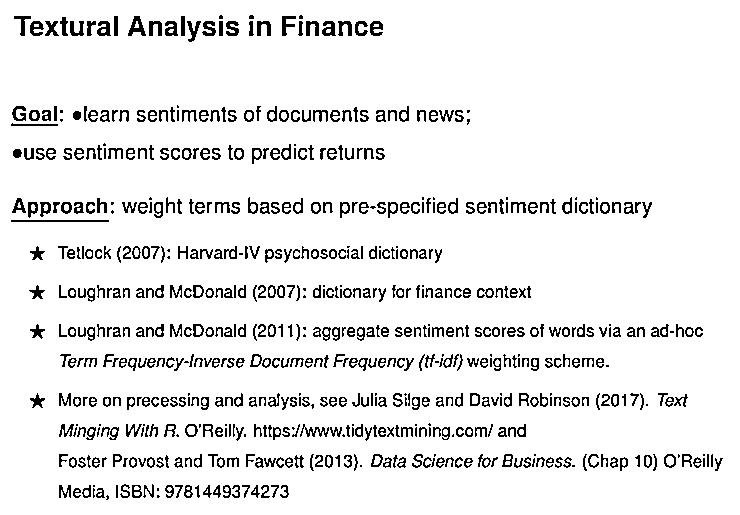 Textural Analysis in Finance
Goal: •learn sentiments of documents and news;
•use sentiment scores to predict returns
Approach: weight terms based on pre-specified sentiment dictionary
★ Tetlock (2007): Harvard-IV psychosocial dictionary
★ Loughran and McDonald (2007): dictionary for finance context
★ Loughran and McDonald (2011): aggregate sentiment scores of words via an ad-hoc
Term Frequency-Inverse Document Frequency (tf-idf) weighting scheme.
★ More on precessing and analysis, see Julia Silge and David Robinson (2017). Text
Minging With R. O'Reilly. https://www.tidytextmining.com/ and
Foster Provost and Tom Fawcett (2013). Data Science for Business. (Chap 10) O'Reilly
Media, ISBN: 9781449374273